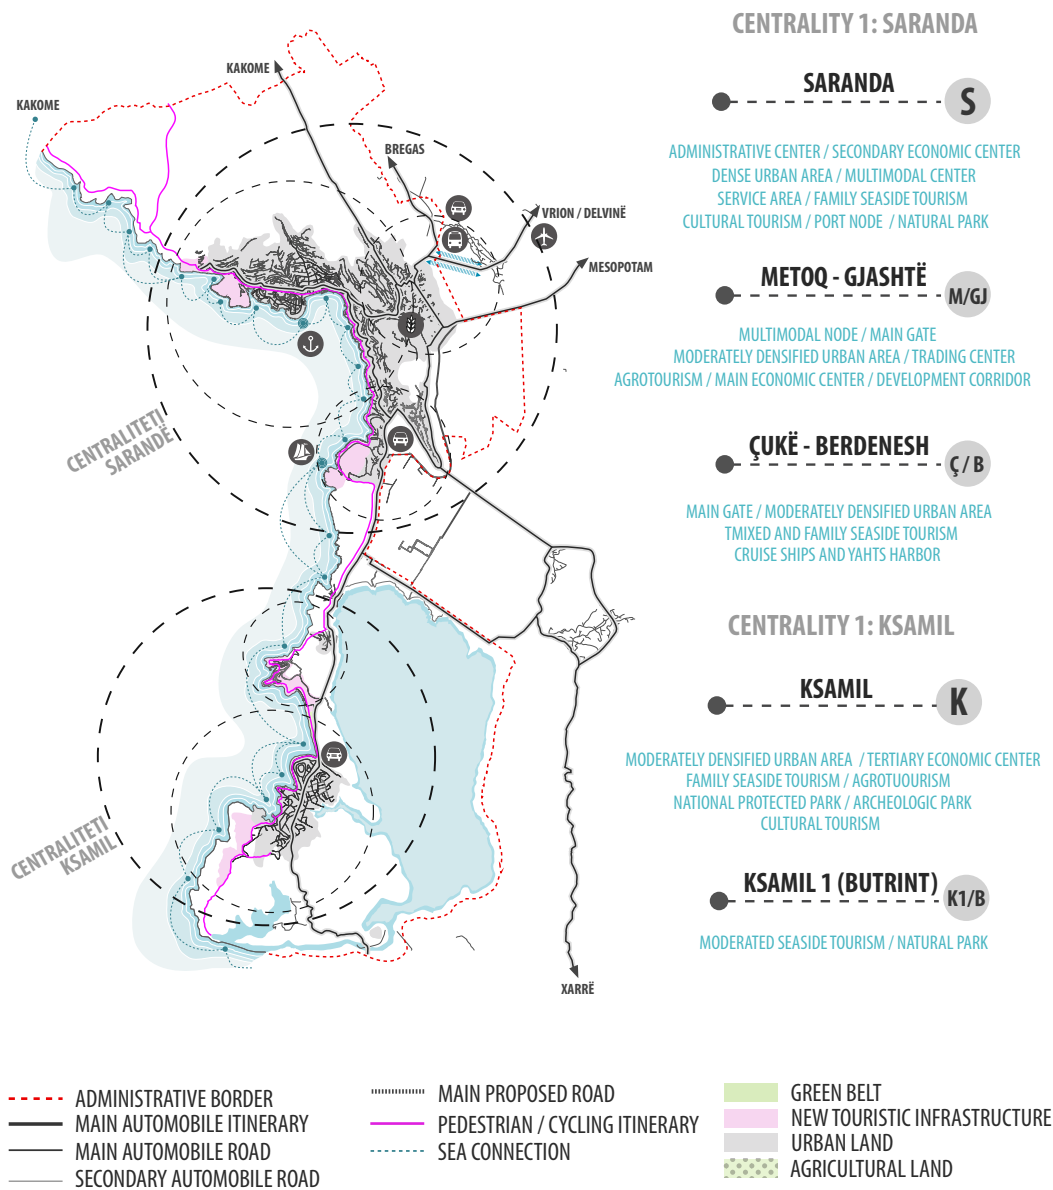 CENTRALITY 1: SARANDA
SARANDA
S
ADMINISTRATIVE CENTER / SECONDARY ECONOMIC CENTER
DENSE URBAN AREA / MULTIMODAL CENTER
SERVICE AREA / FAMILY SEASIDE TOURISM
CULTURAL TOURISM / PORT NODE / NATURAL PARK
METOQ - GJASHTË
M/GJ
MULTIMODAL NODE / MAIN GATE
MODERATELY DENSIFIED URBAN AREA / TRADING CENTER
AGROTOURISM / MAIN ECONOMIC CENTER / DEVELOPMENT CORRIDOR
ÇUKË - BERDENESH
Ç / B
MAIN GATE / MODERATELY DENSIFIED URBAN AREA
TMIXED AND FAMILY SEASIDE TOURISM
CRUISE SHIPS AND YAHTS HARBOR
CENTRALITY 1: KSAMIL
KSAMIL
K
MODERATELY DENSIFIED URBAN AREA / TERTIARY ECONOMIC CENTER
FAMILY SEASIDE TOURISM / AGROTUOURISM
NATIONAL PROTECTED PARK / ARCHEOLOGIC PARK
CULTURAL TOURISM
KSAMIL 1 (BUTRINT)
K1/B
MODERATED SEASIDE TOURISM / NATURAL PARK
KAKOME
KAKOME
BREGAS
VRION / DELVINË
MESOPOTAM
CENTRALITETI
SARANDË
CENTRALITETI
KSAMIL
XARRË
ADMINISTRATIVE BORDER
MAIN AUTOMOBILE ITINERARY
MAIN AUTOMOBILE ROAD
SECONDARY AUTOMOBILE ROAD
MAIN PROPOSED ROAD
PEDESTRIAN / CYCLING ITINERARY
SEA CONNECTION
GREEN BELT
NEW TOURISTIC INFRASTRUCTURE
URBAN LAND
AGRICULTURAL LAND